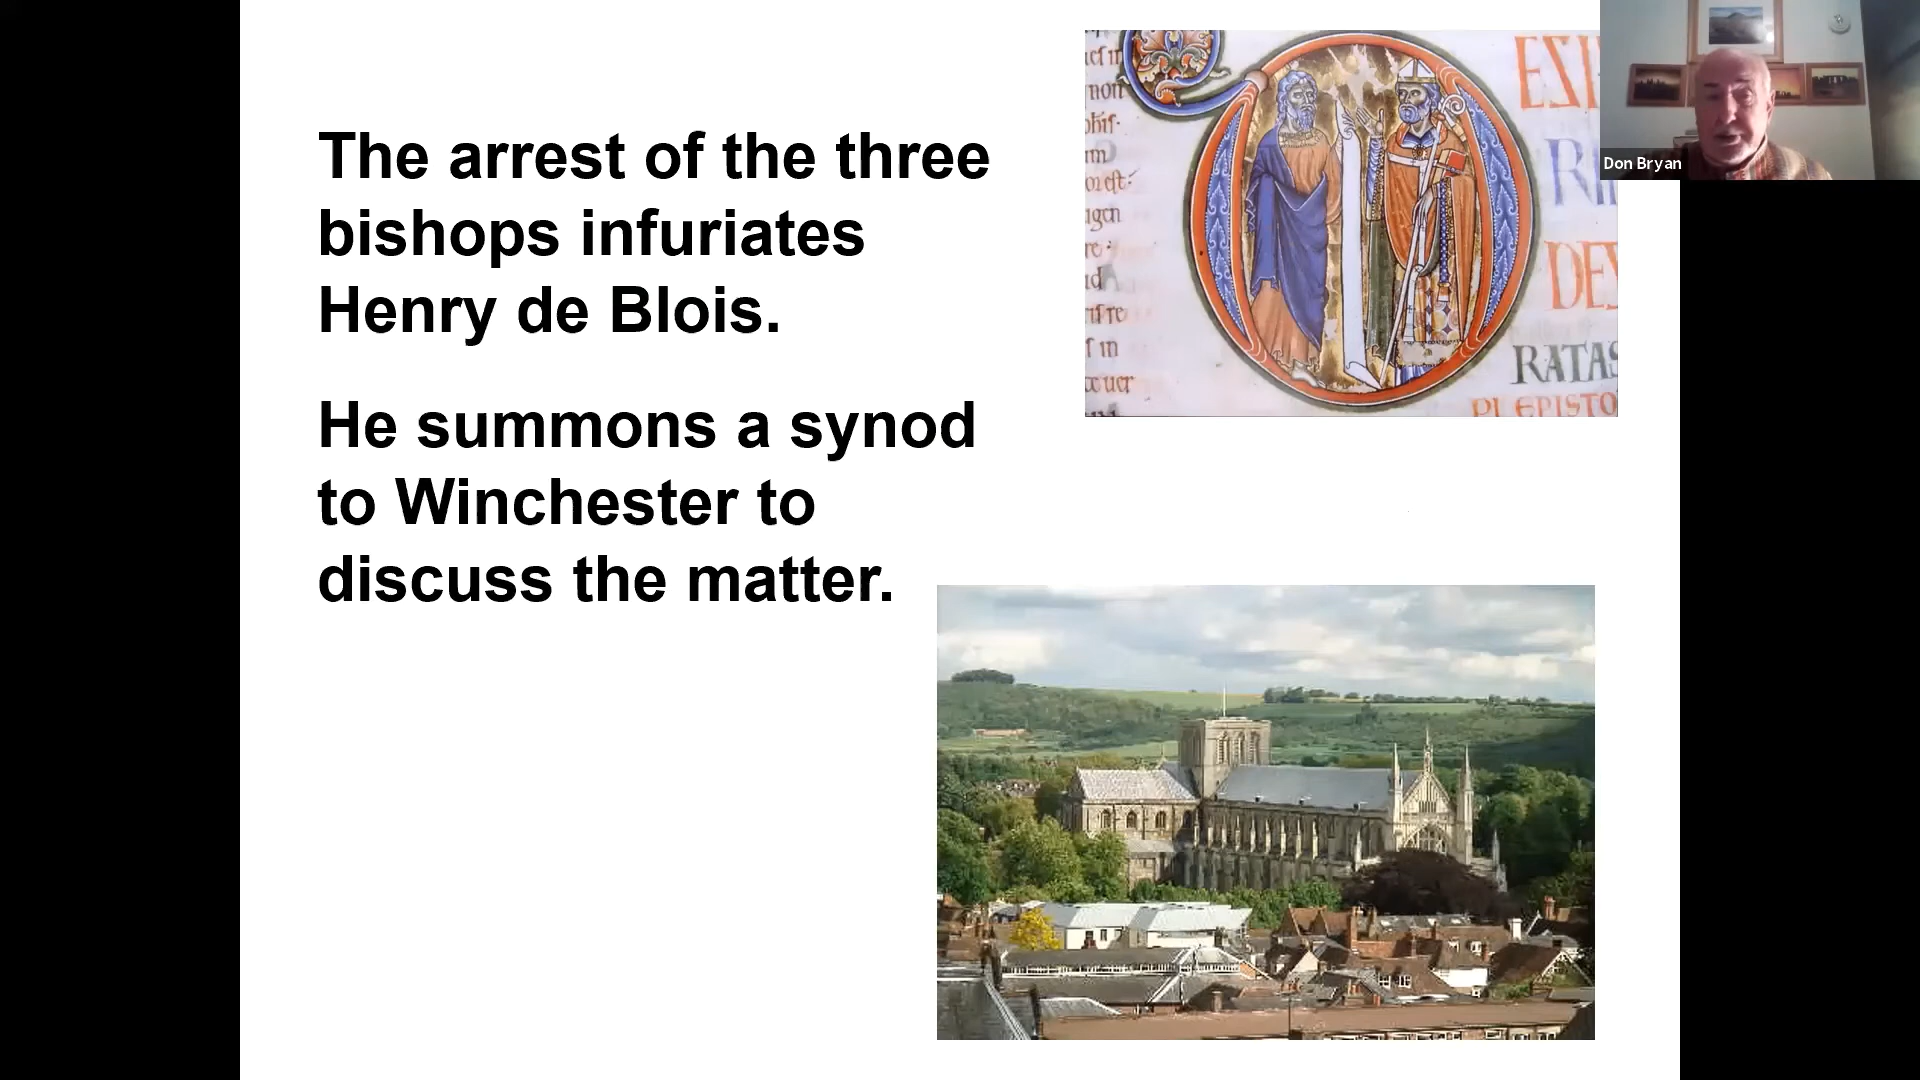 The arrest of the three
bishops infuriates
Henry de Blois.
He summons a synod
to Winchester to
discuss the matter.
RATAS
Don Bryan